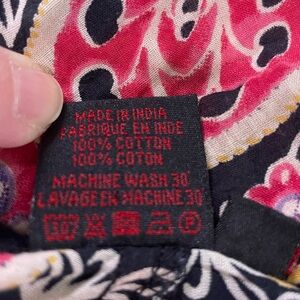 MADE IN INDIA
FABRIQUE EN INDE
100% COTTON
100% COTON
MACHINE WASH 30°
LAVAGE EN MACHINE 30°